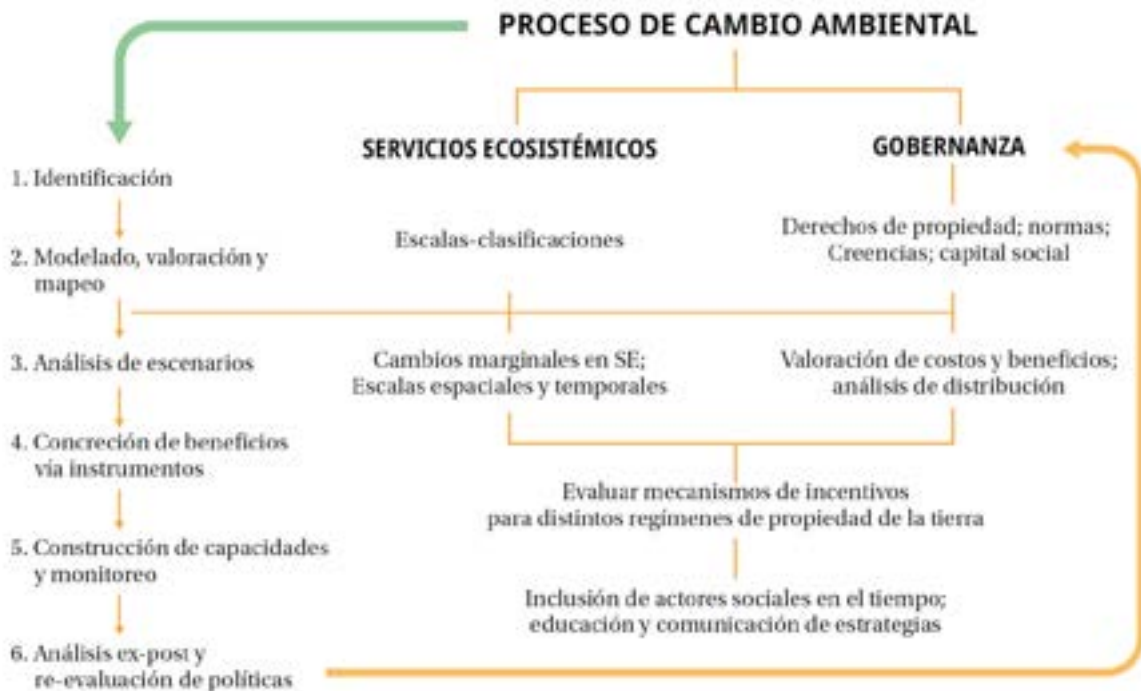 PROCESO DE CAMBIO AMBIENTAL
SERVICIOS ECOSISTÉMICOS
GOBERNANZA
1. Identificación
Escalas-clasificaciones
Derechos de propiedad; normas;
Creencias; capital social
2. Modelado, valoración y
mapeo
3. Análisis de escenarios
Cambios marginales en SE;
Escalas espaciales y temporales
Valoración de costos y beneficios;
análisis de distribución
4. Concreción de beneficios
vía instrumentos
Evaluar mecanismos de incentivos
para distintos regímenes de propiedad de la tierra
5. Construcción de capacidades
y monitoreo
Inclusión de actores sociales en el tiempo;
educación y comunicación de estrategias
6. Análisis ex-post y
re-evaluación de políticas